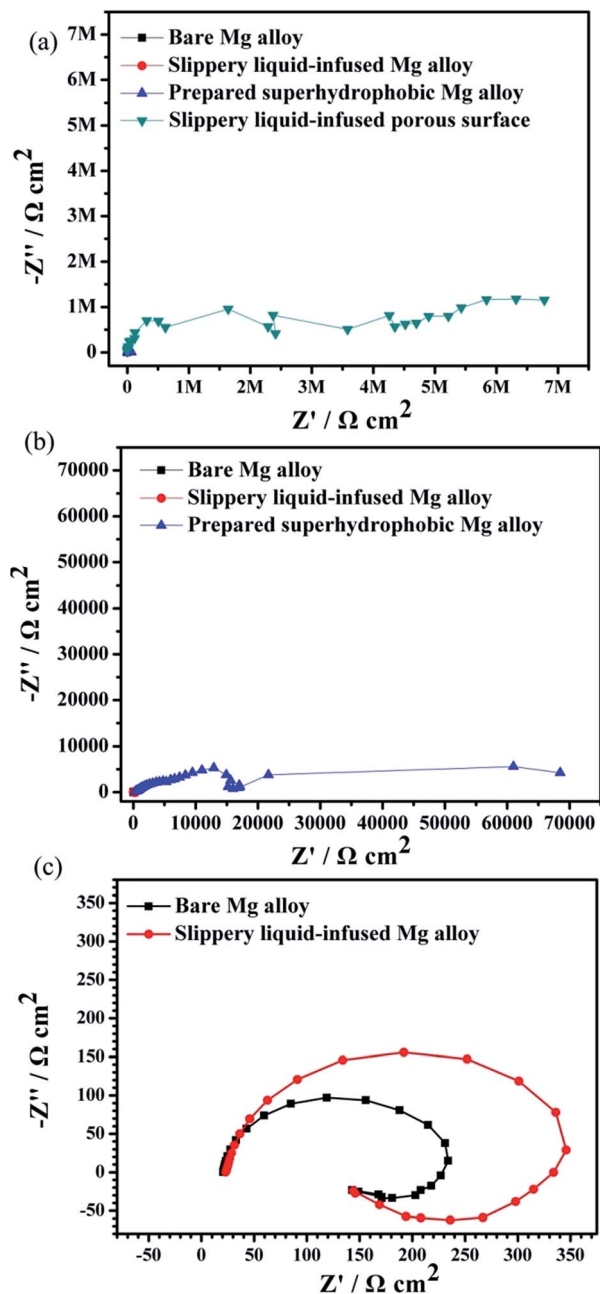 (a)
7M
6M
5M
4M
3M
2M
1M
0
-Z'' / Ω cm²
Bare Mg alloy
Slippery liquid-infused Mg alloy
Prepared superhydrophobic Mg alloy
Slippery liquid-infused porous surface
0 1M 2M 3M 4M 5M 6M 7M
Z' / Ω cm²
(b)
70000
60000
50000
40000
30000
20000
10000
0
-Z'' / Ω cm²
Bare Mg alloy
Slippery liquid-infused Mg alloy
Prepared superhydrophobic Mg alloy
0 10000 20000 30000 40000 50000 60000 70000
Z' / Ω cm²
(c)
350
300
250
200
150
100
50
0
-50
-Z'' / Ω cm²
Bare Mg alloy
Slippery liquid-infused Mg alloy
-50 0 50 100 150 200 250 300 350
Z' / Ω cm²